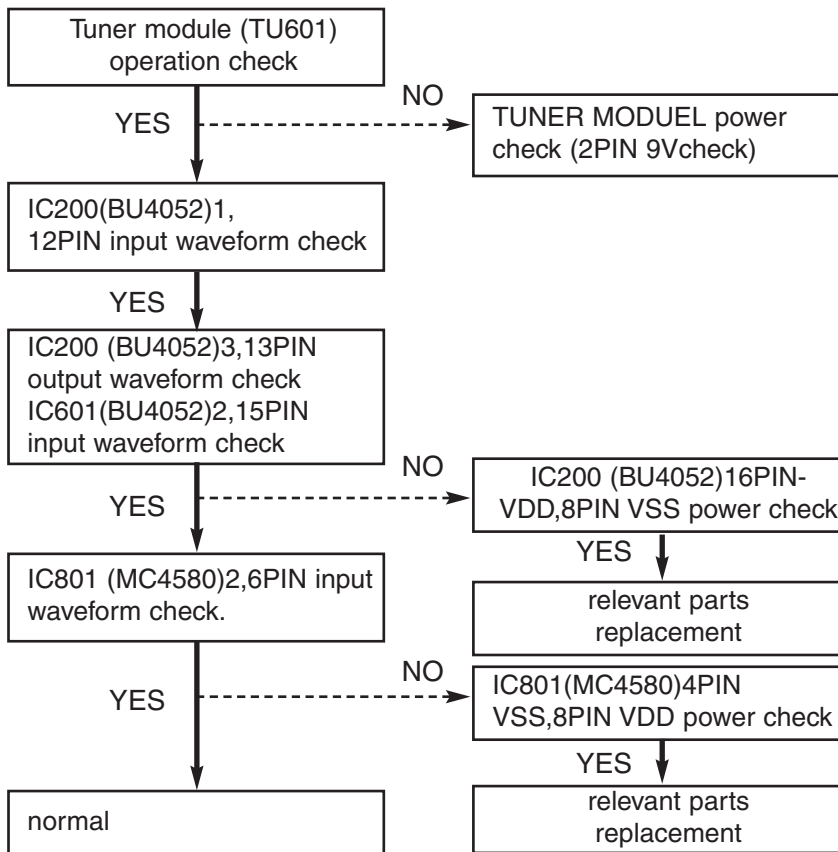 Tuner module (TU601)
operation check
NO
YES
TUNER MODUEL power
check (2PIN 9Vcheck)
IC200(BU4052)1,
12PIN input waveform check
YES
IC200 (BU4052)3,13PIN
output waveform check
IC601(BU4052)2,15PIN
input waveform check
NO
YES
IC200 (BU4052)16PIN-
VDD,8PIN VSS power check
YES
IC801 (MC4580)2,6PIN input
waveform check.
relevant parts
replacement
NO
YES
IC801(MC4580)4PIN
VSS,8PIN VDD power check
YES
normal
relevant parts
replacement